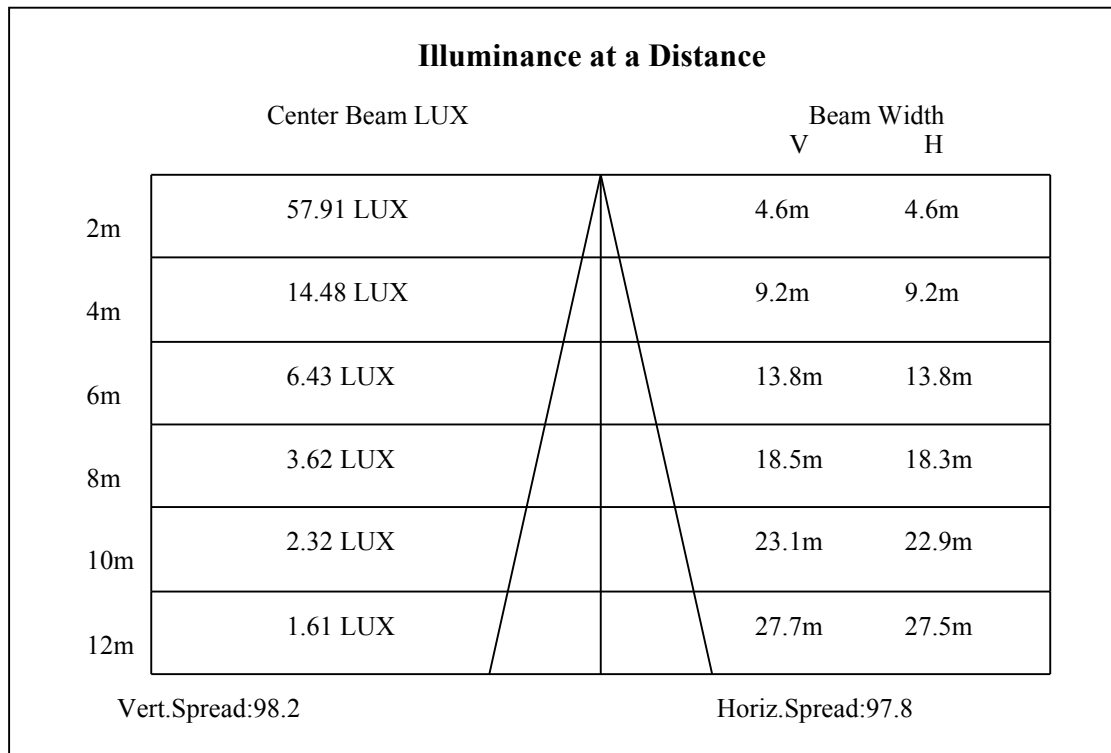 Illuminance at a Distance
Center Beam LUX Beam Width
V H
57.91 LUX 4.6m 4.6m
2m
14.48 LUX 9.2m 9.2m
4m
6.43 LUX 13.8m 13.8m
6m
3.62 LUX 18.5m 18.3m
8m
2.32 LUX 23.1m 22.9m
10m
1.61 LUX 27.7m 27.5m
12m
Vert.Spread:98.2 Horiz.Spread:97.8